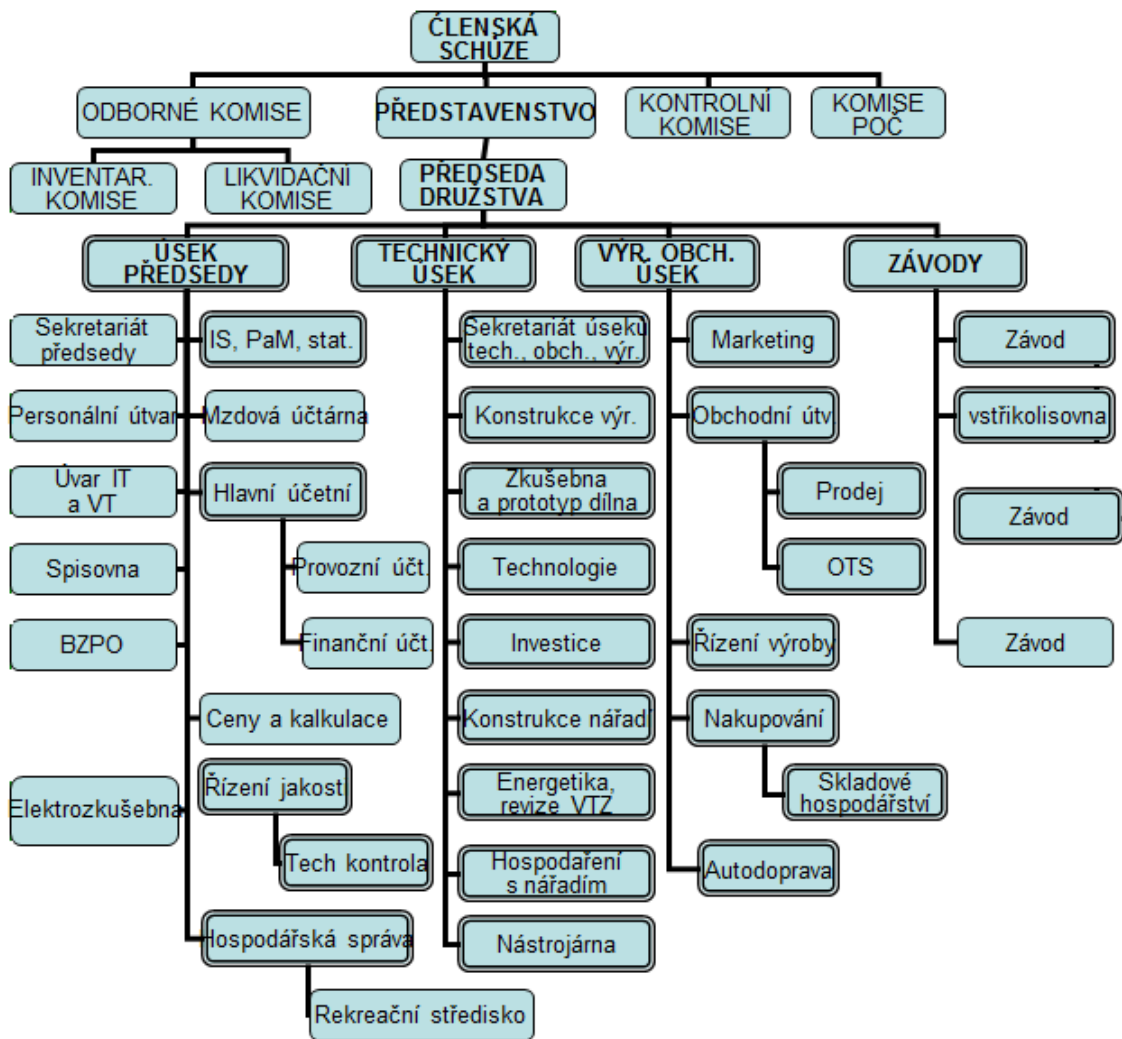 ČLENSKÁ
SCHŮZE
ODBORNÉ KOMISE
PŘEDSTAVENSTVO
KONTROLNÍ
KOMISE
KOMISE
POČ
INVENTAR.
KOMISE
LIKVIDAČNÍ
KOMISE
PŘEDSEDA
DRUŽSTVA
ÚSEK
PŘEDSEDY
TECHNICKÝ
ÚSEK
VÝR. OBCH.
ÚSEK
ZÁVODY
Sekretariát
předsedy
IS, PaM, stat.
Sekretariát úseků
tech., obch., výr.
Marketing
Závod
Personální útvar
Mzdová účtárna
Konstrukce výr.
Obchodní útv.
vstřikolisovna
Úvar IT
a VT
Hlavní účetní
Zkušebna
a prototyp dílna
Prodej
Závod
Spisovna
Provozní účt.
Technologie
OTS
BZPO
Finanční účt.
Investice
Řízení výroby
Závod
Ceny a kalkulace
Konstrukce nářadí
Nakupování
Elektrozkušebna
Řízení jakosti
Energetika,
revize VTZ
Skladové
hospodářství
Tech kontrola
Hospodaření
s nářadím
Autodoprava
Hospodářská správa
Nástrojárna
Rekreační středisko